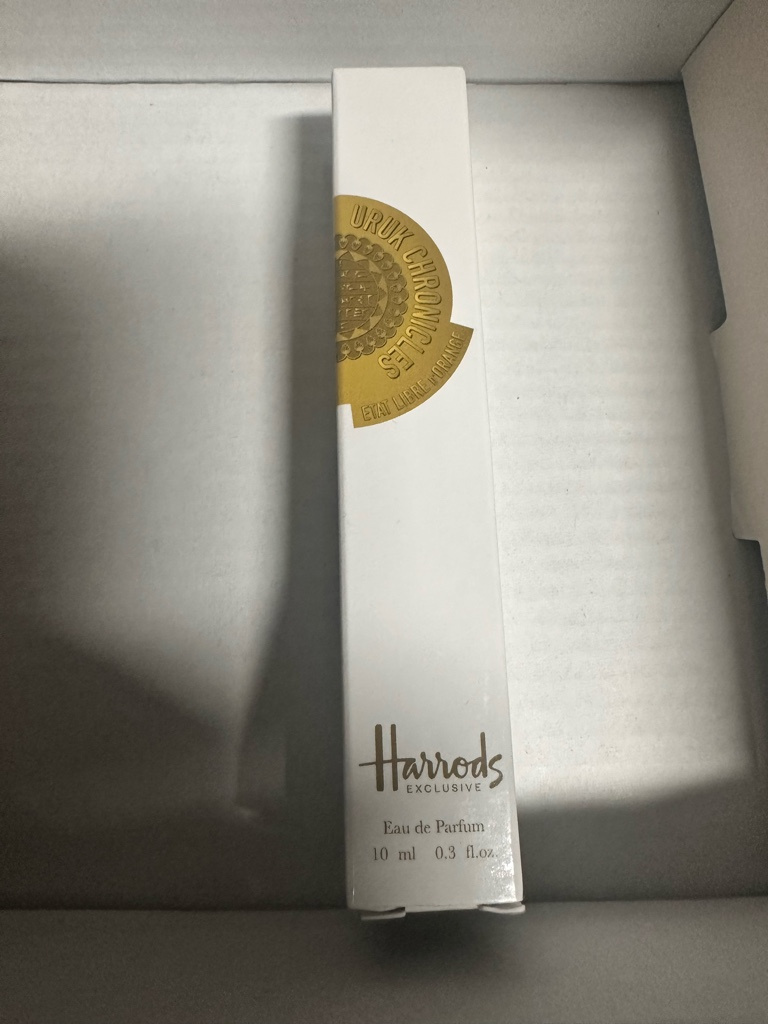 URUK CHRONICLES
ETAT LIBRE D'ORANGE
Harrods
EXCLUSIVE
Eau de Parfum
10 ml 0.3 fl.oz.